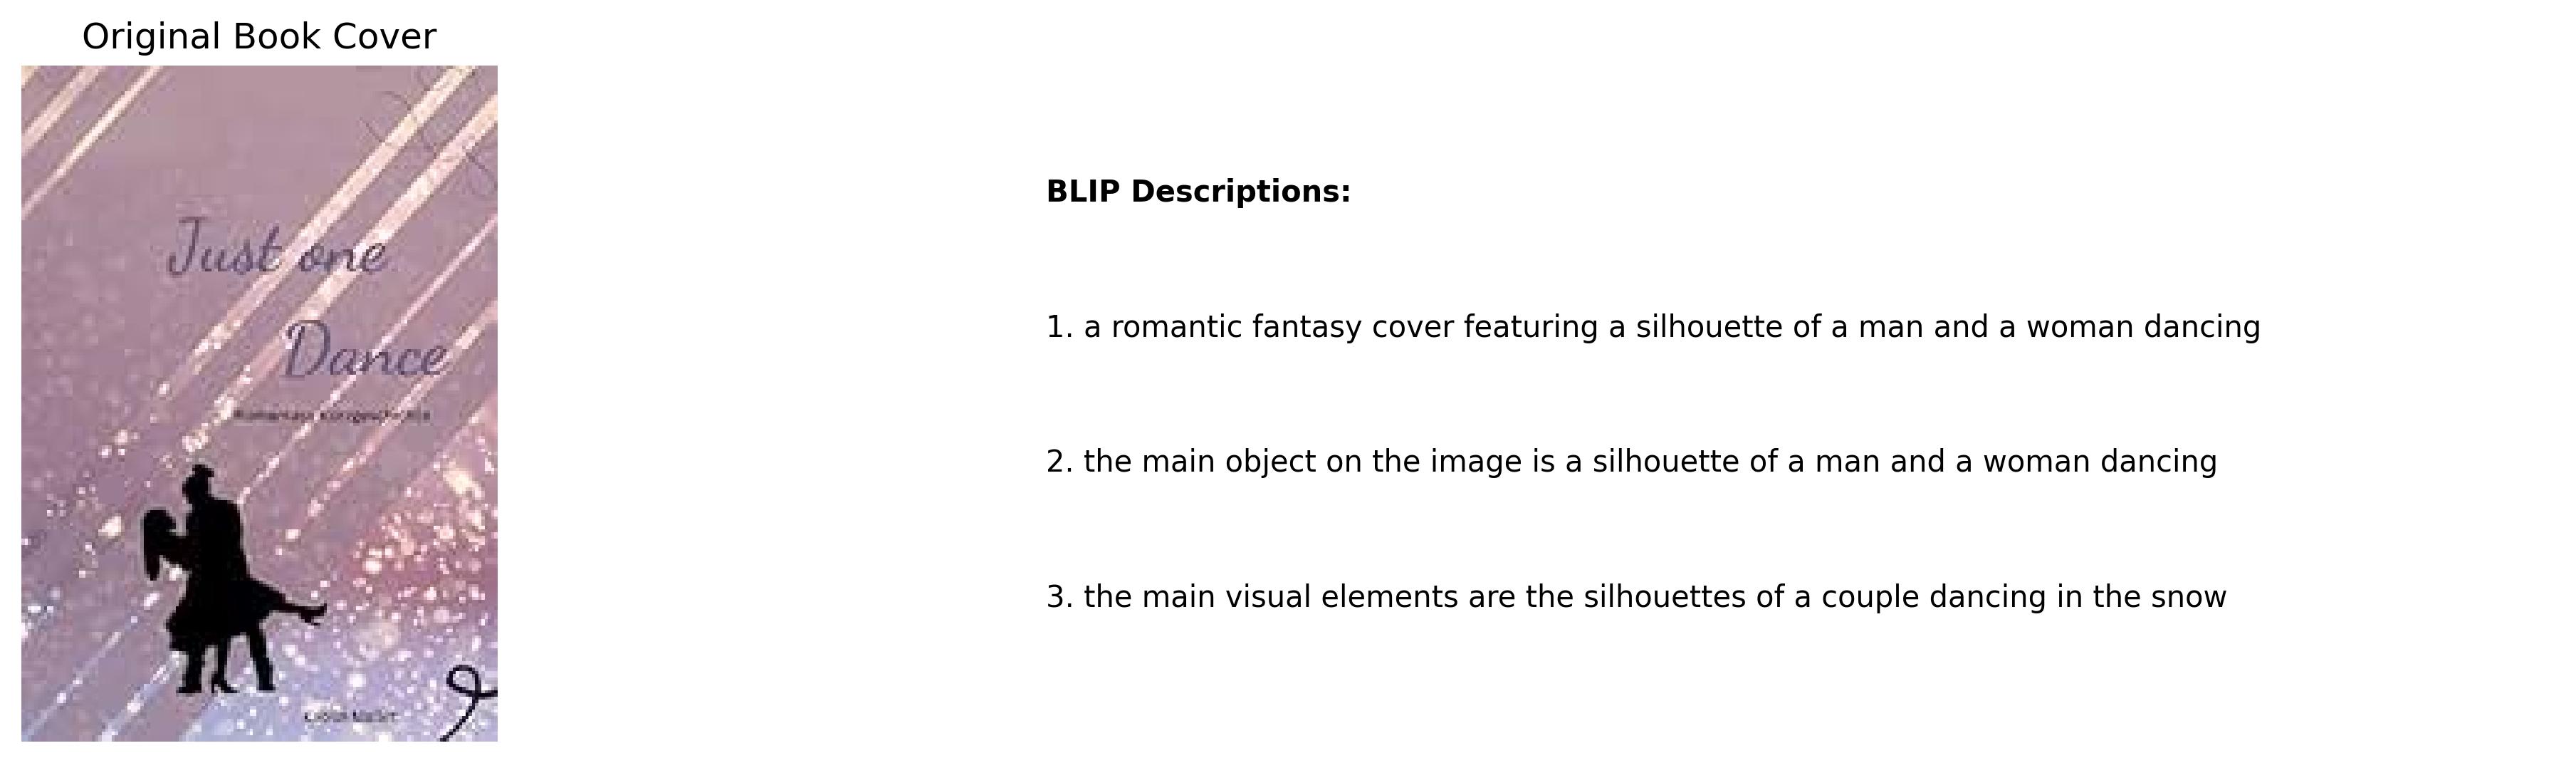 Original Book Cover
Just one
Dance
Romantasy Kurzgeschichte
BLIP Descriptions:
1. a romantic fantasy cover featuring a silhouette of a man and a woman dancing
2. the main object on the image is a silhouette of a man and a woman dancing
3. the main visual elements are the silhouettes of a couple dancing in the snow